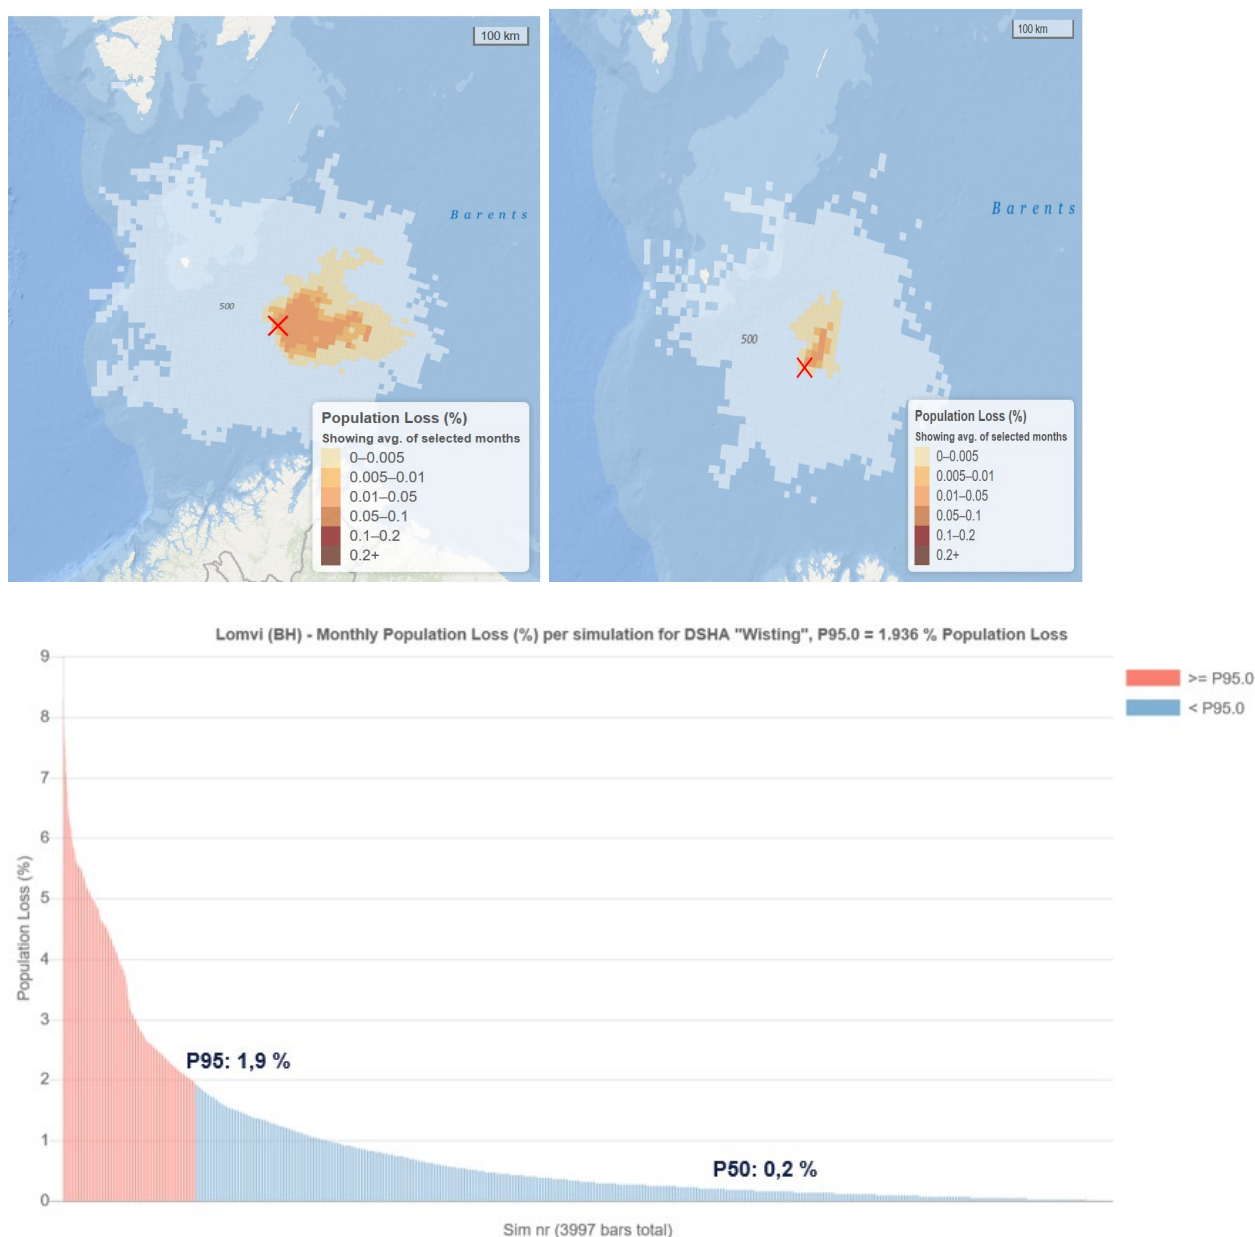 100 km
Barents
500
Population Loss (%)
Showing avg. of selected months
0–0.005
0.005–0.01
0.01–0.05
0.05–0.1
0.1–0.2
0.2+
100 km
Barents
500
Population Loss (%)
Showing avg. of selected months
0–0.005
0.005–0.01
0.01–0.05
0.05–0.1
0.1–0.2
0.2+
Lomvi (BH) - Monthly Population Loss (%) per simulation for DSHA "Wisting", P95.0 = 1.936 % Population Loss
>= P95.0
< P95.0
Population Loss (%)
9
8
7
6
5
4
3
2
1
0
P95: 1,9 %
P50: 0,2 %
Sim nr (3997 bars total)